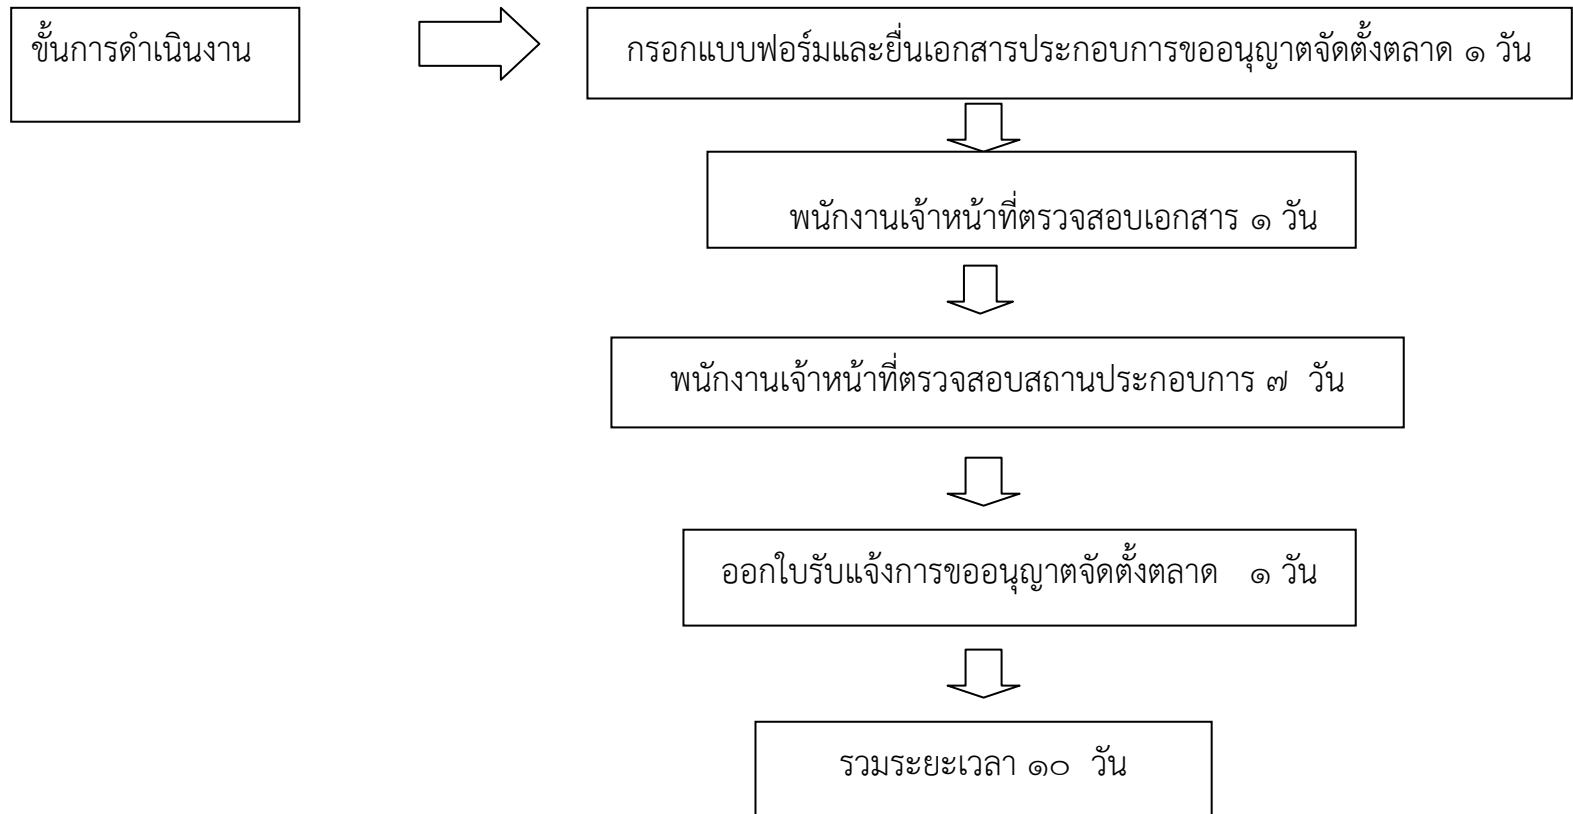 ขั้นการดำเนินงาน
กรอกแบบฟอร์มและยื่นเอกสารประกอบการขออนุญาตจัดตั้งตลาด ๑ วัน
พนักงานเจ้าหน้าที่ตรวจสอบเอกสาร ๑ วัน
พนักงานเจ้าหน้าที่ตรวจสอบสถานประกอบการ ๗ วัน
ออกใบรับแจ้งการขออนุญาตจัดตั้งตลาด ๑ วัน
รวมระยะเวลา ๑๐ วัน